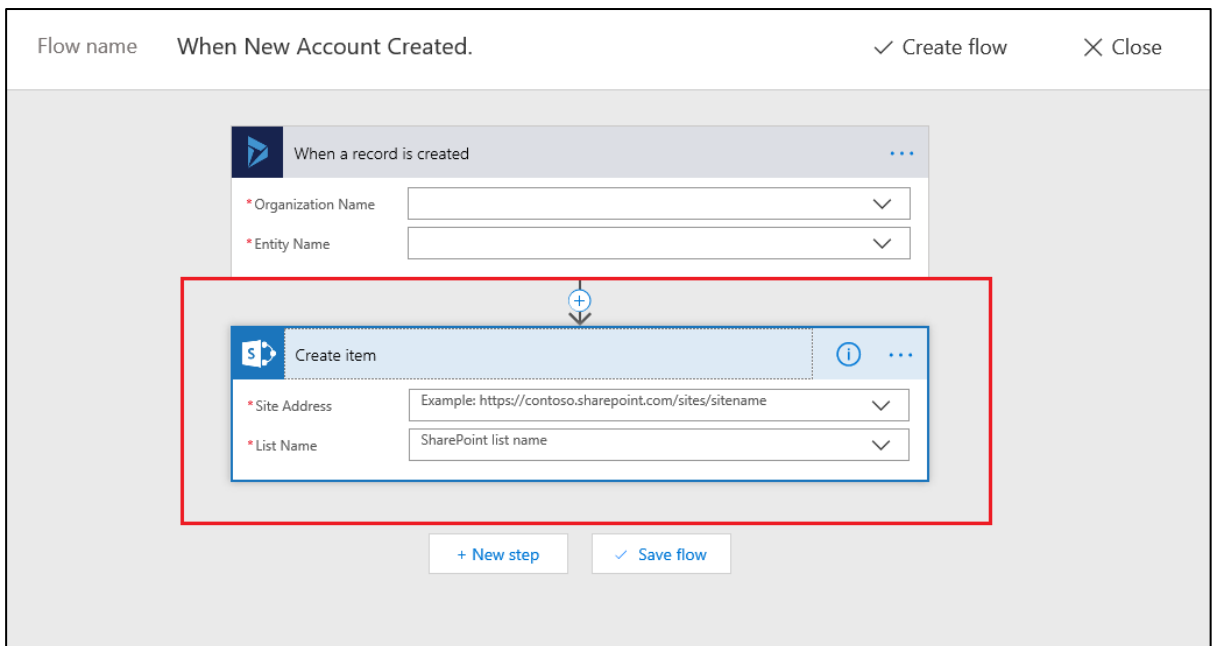 Flow name When New Account Created. Create flow Close
When a record is created
*Organization Name
*Entity Name
S Create item
*Site Address Example: https://contoso.sharepoint.com/sites/sitename
*List Name SharePoint list name
+ New step Save flow